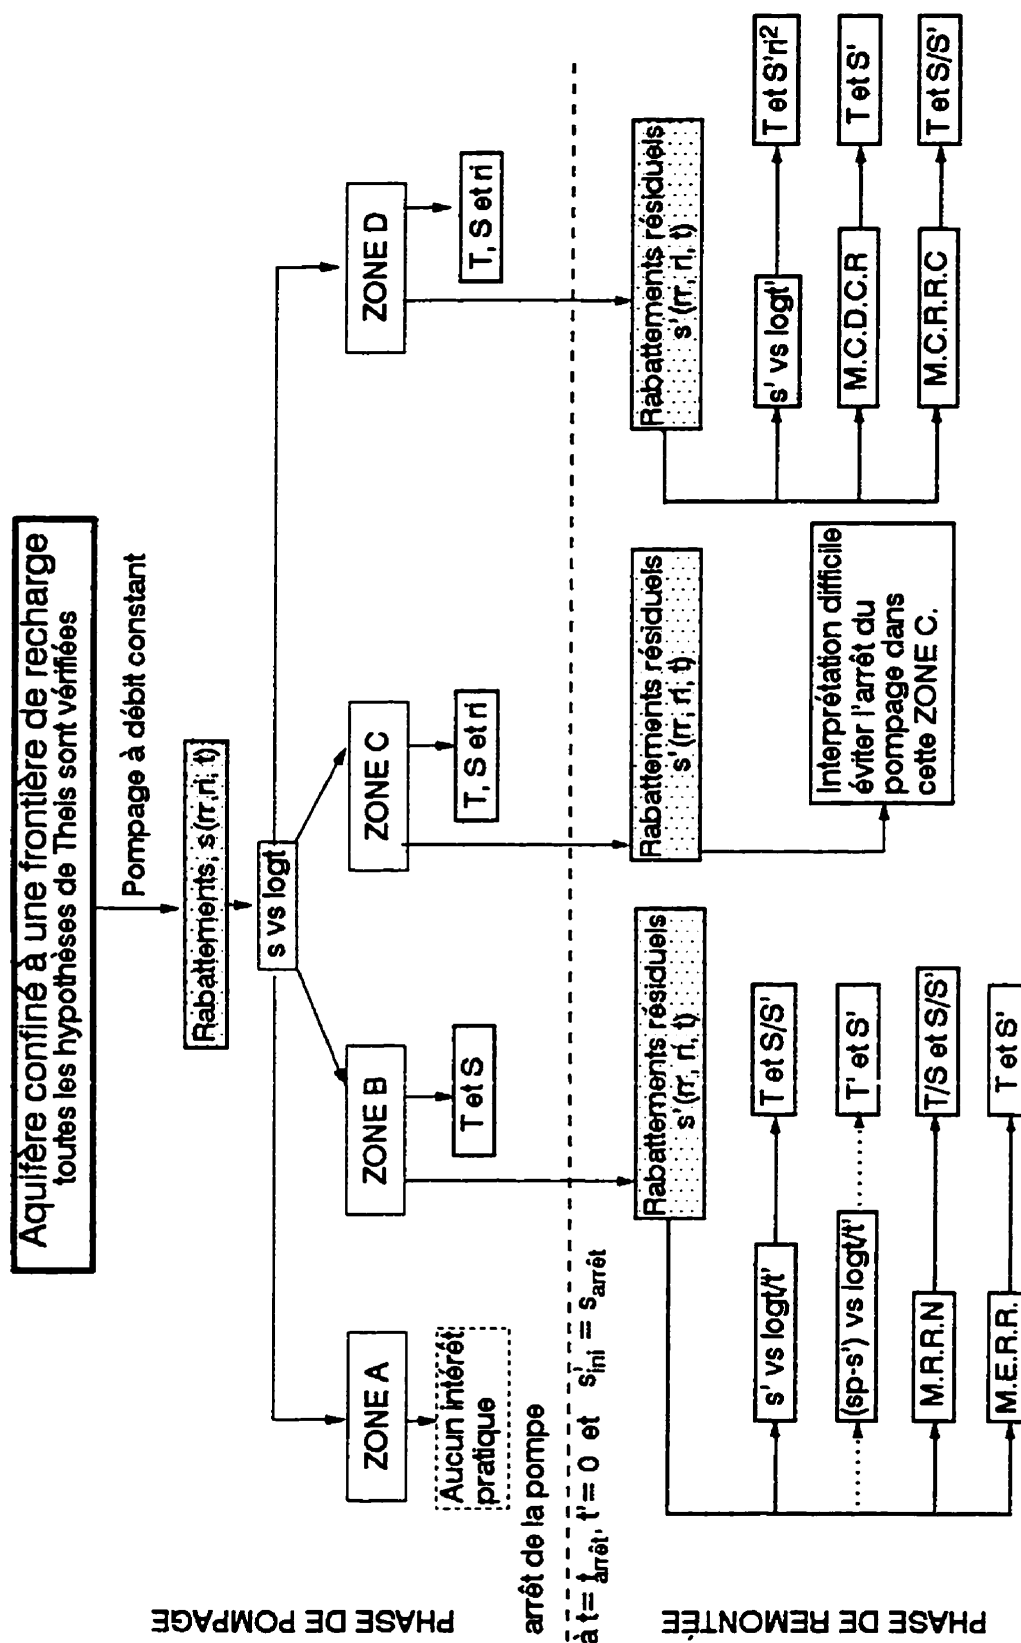 Aquifère confiné à une frontière de recharge
toutes les hypothèses de Theis sont vérifiées
Pompage à débit constant
Rabattements, s(rr,ri, t)
s vs logt
ZONE A
ZONE B
ZONE C
ZONE D
Aucun intérêt
pratique
T et S
T, S et ri
T, S et ri
PHASE DE POMPAGE
arrêt de la pompe
à t= t arrêt, t'= 0 et s'ini = sarrêt
PHASE DE REMONTÉE
Rabattements résiduels
s'(rr, ri, t)
s' vs logt/t'
T et S/S'
(sp-s') vs logt/t'
T' et S'
M.R.R.N
T/S et S/S'
M.E.R.R.
T et S'
Rabattements résiduels
s'(rr, ri, t)
Interprétation difficile
éviter l'arrêt du
pompage dans
cette ZONE C.
Rabattements résiduels
s'(rr, ri, t)
s' vs logt'
T et S'ri²
M.C.D.C.R
T et S'
M.C.R.R.C
T et S/S'